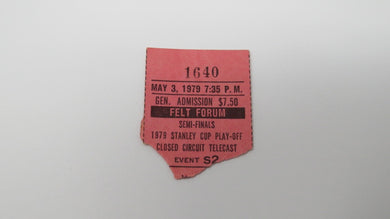 1640
MAY 3, 1979 7:35 P. M.
GEN. ADMISSION $7.50
FELT FORUM
SEMI-FINALS
1979 STANLEY CUP PLAY-OFF
CLOSED CIRCUIT TELECAST
EVENT S2